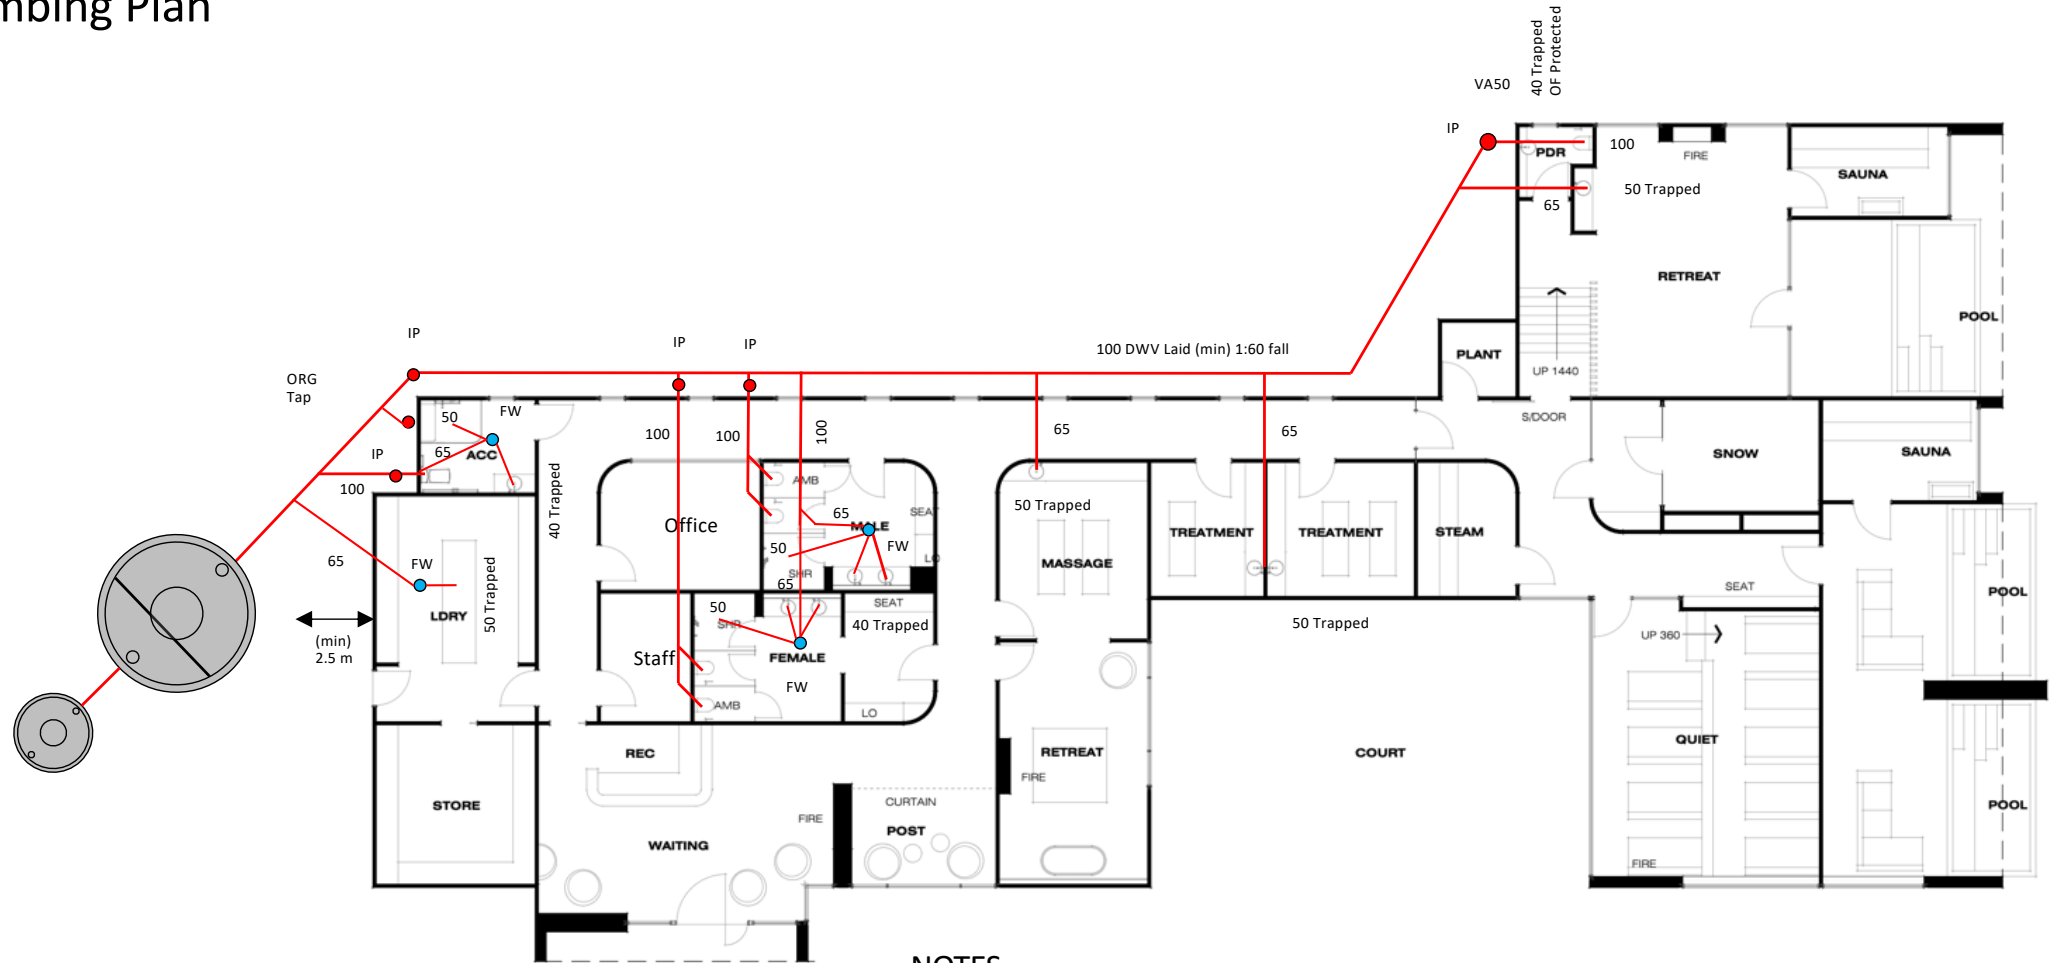 mbing Plan
40 Trapped
OF Protected
VA50
IP
PDR
100
FIRE
SAUNA
50 Trapped
65
RETREAT
POOL
IP
IP
IP
100 DWV Laid (min) 1:60 fall
PLANT
UP 1440
ORG
Tap
50
FW
S/DOOR
100
100
100
65
65
IP
65
ACC
SNOW
SAUNA
100
40 Trapped
AMB
SEAT
65
50 Trapped
Office
MALE
TREATMENT
TREATMENT
STEAM
50
FW
LO
65
FW
SHR
MASSAGE
65
SEAT
POOL
50 Trapped
50
SEAT
LDRY
SHR
40 Trapped
50 Trapped
(min)
2.5 m
UP 360
Staff
FEMALE
FW
AMB
LO
REC
RETREAT
COURT
QUIET
FIRE
STORE
CURTAIN
POOL
FIRE
POST
WAITING
FIRE
NOTES